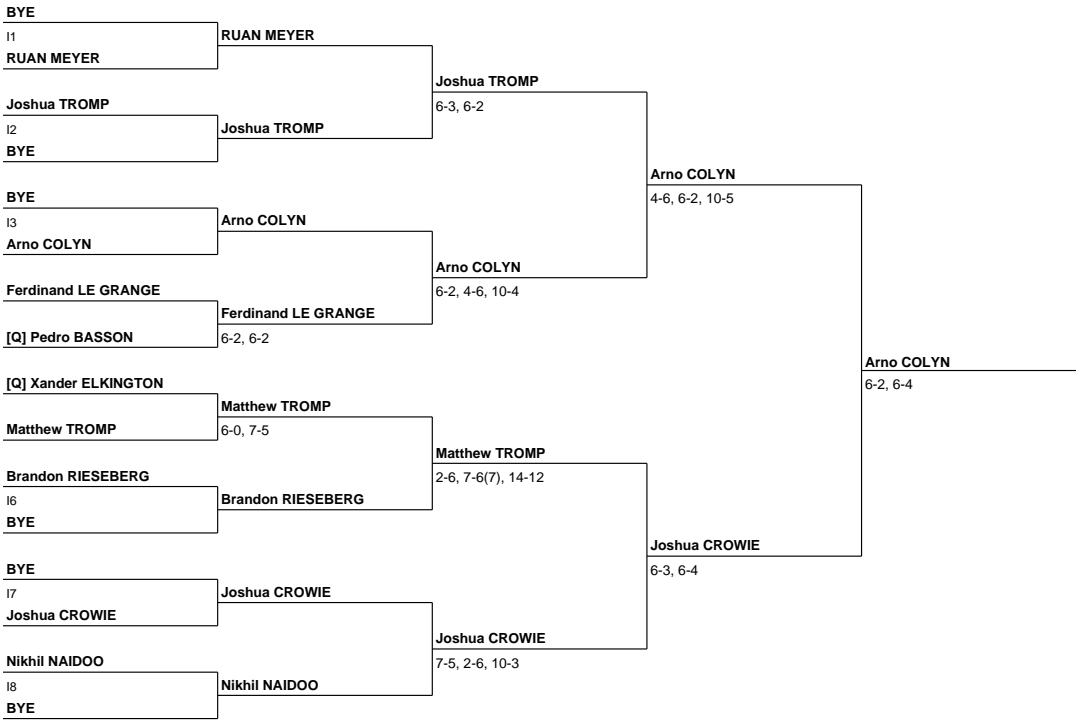 BYE
I1
RUAN MEYER
Joshua TROMP
I2
BYE
BYE
I3
Arno COLYN
Ferdinand LE GRANGE
[Q] Pedro BASSON
[Q] Xander ELKINGTON
Matthew TROMP
Brandon RIESEBERG
I6
BYE
BYE
I7
Joshua CROWIE
Nikhil NAIDOO
I8
BYE
RUAN MEYER
Joshua TROMP
Arno COLYN
Ferdinand LE GRANGE
6-2, 6-2
Matthew TROMP
6-0, 7-5
Brandon RIESEBERG
Joshua CROWIE
Nikhil NAIDOO
Joshua TROMP
6-3, 6-2
Arno COLYN
6-2, 4-6, 10-4
Matthew TROMP
2-6, 7-6(7), 14-12
Joshua CROWIE
7-5, 2-6, 10-3
Arno COLYN
4-6, 6-2, 10-5
Joshua CROWIE
6-3, 6-4
Arno COLYN
6-2, 6-4